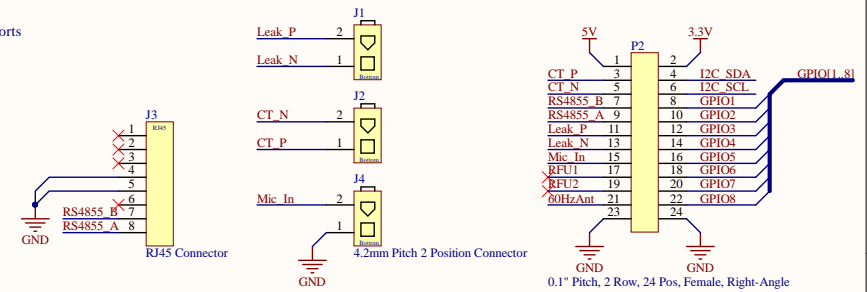 orts
J1
Leak_P 2
Leak_N 1
Bottom
J2
CT_N 2
CT_P 1
Bottom
J4
Mic_In 2
1
Bottom
GND
4.2mm Pitch 2 Position Connector
J3
RJ45
1
2
3
4
5
6
RS4855_B 7
RS4855_A 8
GND
RJ45 Connector
5V 3.3V
P2
1 2
CT_P 3 4 I2C_SDA
CT_N 5 6 I2C_SCL
RS4855_B 7 8 GPIO1
RS4855_A 9 10 GPIO2
Leak_P 11 12 GPIO3
Leak_N 13 14 GPIO4
Mic_In 15 16 GPIO5
RFU1 17 18 GPIO6
RFU2 19 20 GPIO7
60HzAnt 21 22 GPIO8
23 24
GPIO[1..8]
GND GND
0.1" Pitch, 2 Row, 24 Pos, Female, Right-Angle